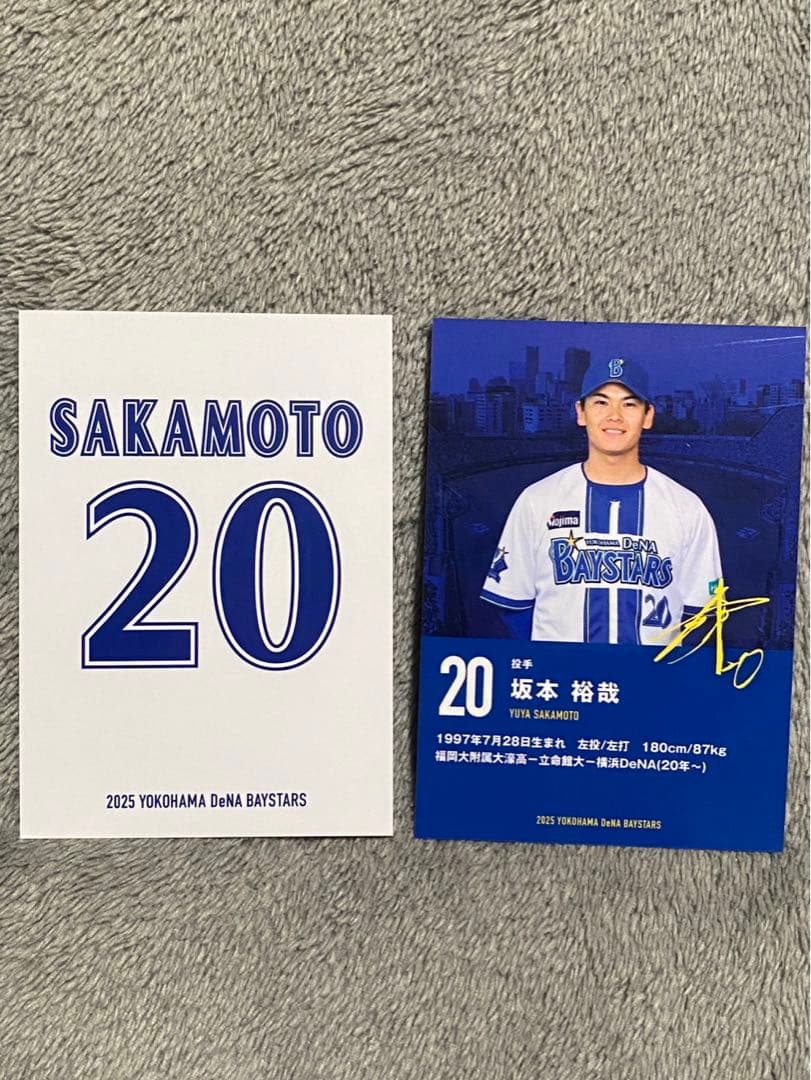 SAKAMOTO
20
2025 YOKOHAMA DeNA BAYSTARS
B
Nojima
YOKOHAMA DeNA
BAYSTARS
20
20
投手
坂本 裕哉
YUYA SAKAMOTO
1997年7月28日生まれ 左投/左打 180cm/87kg
福岡大附属大濠高－立命館大－横浜DeNA(20年～)
2025 YOKOHAMA DeNA BAYSTARS